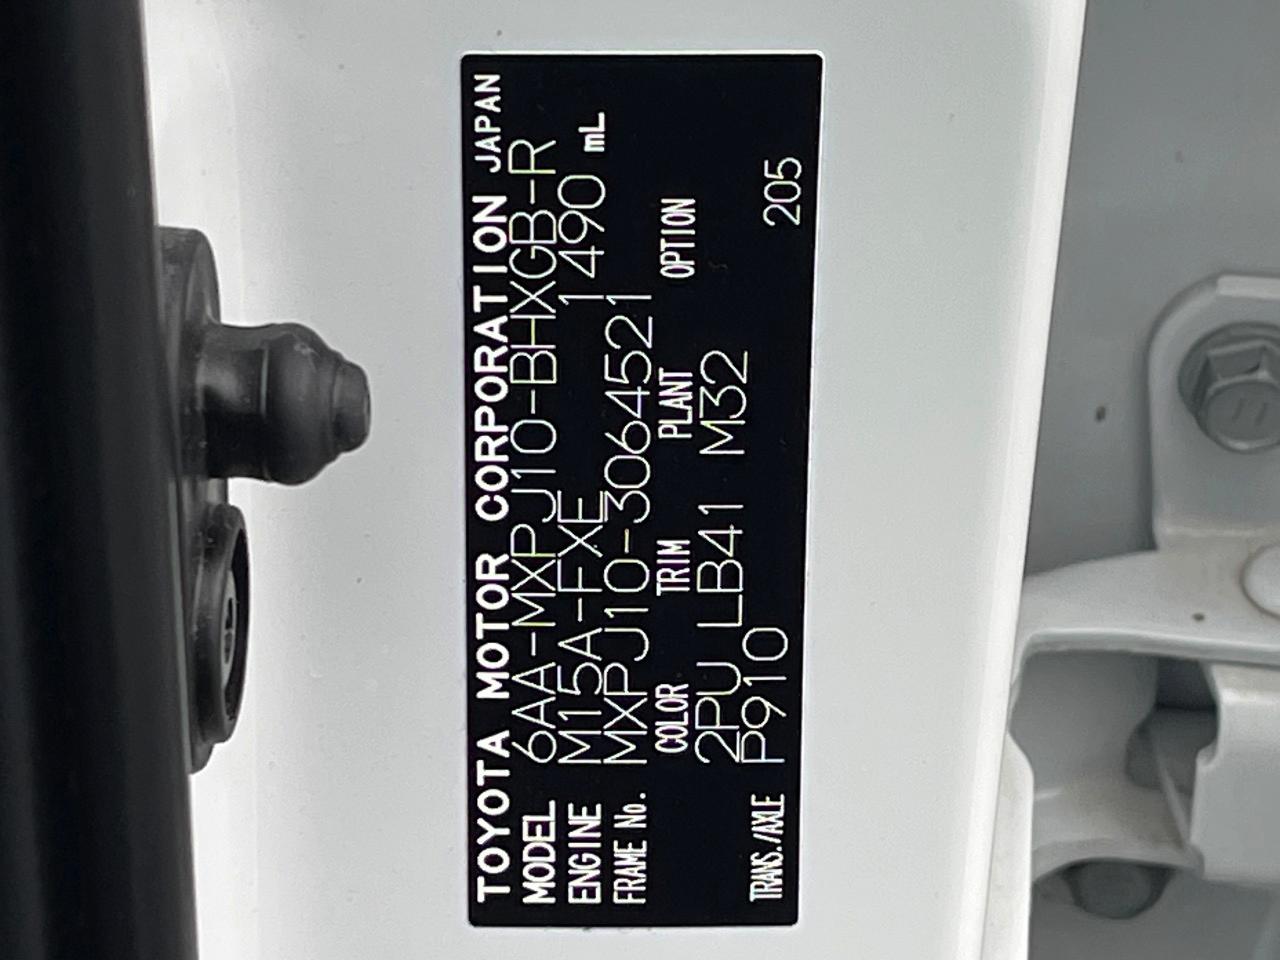 TOYOTA MOTOR CORPORATION JAPAN
MODEL 6AA-MXPJ10-BHXGB-R
ENGINE M15A-FXE 1490 mL
FRAME No. MXPJ10-3064521
COLOR TRIM PLANT OPTION
2PU LB41 M32
TRANS./AXLE P910 205